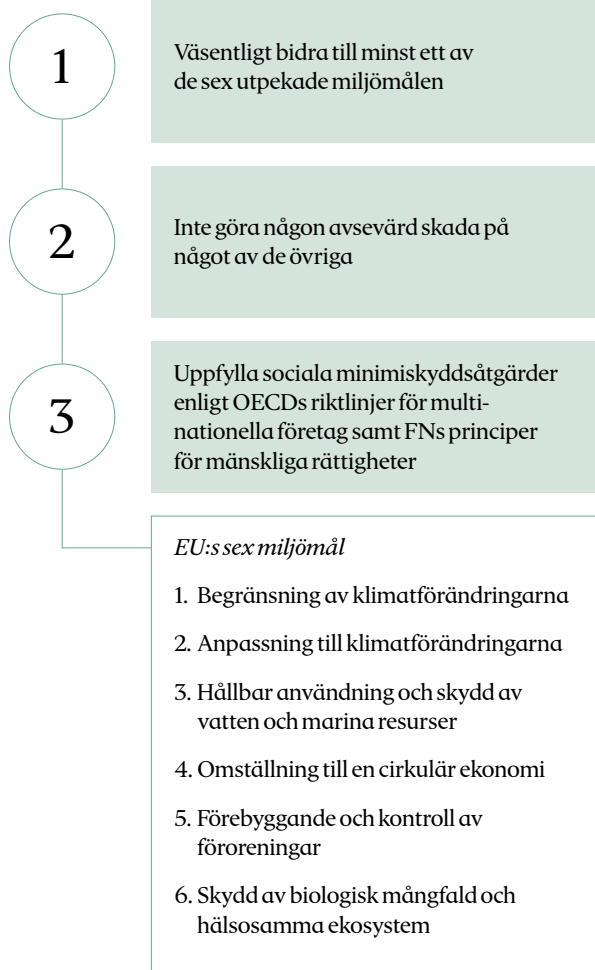 1
Väsentligt bidra till minst ett av
de sex utpekade miljömålen
2
Inte göra någon avsevärd skada på
något av de övriga
3
Uppfylla sociala minimiskyddsåtgärder
enligt OECDs riktlinjer för multi-
nationella företag samt FNs principer
för mänskliga rättigheter
EU:s sex miljömål
1. Begränsning av klimatförändringarna
2. Anpassning till klimatförändringarna
3. Hållbar användning och skydd av
vatten och marina resurser
4. Omställning till en cirkulär ekonomi
5. Förebyggande och kontroll av
föroreningar
6. Skydd av biologisk mångfald och
hälsosamma ekosystem